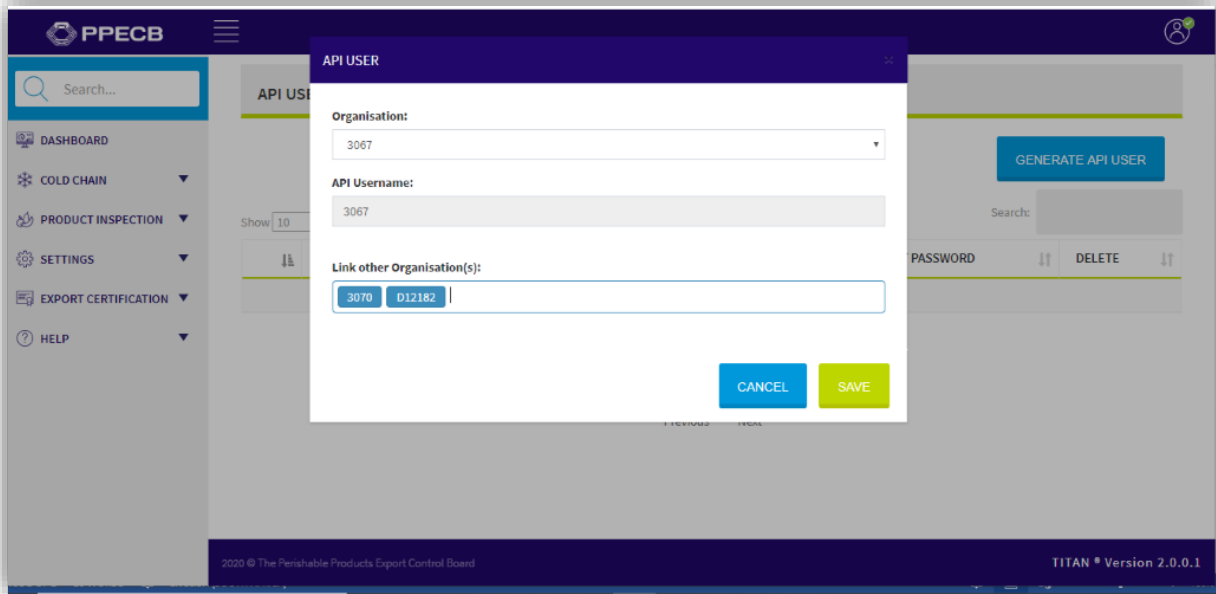 PPECB
API USER
Search...
API USE
Organisation:
3067
DASHBOARD
GENERATE API USER
COLD CHAIN
API Username:
3067
PRODUCT INSPECTION
Show 10
Search:
SETTINGS
PASSWORD
DELETE
Link other Organisation(s):
3070 D12182
EXPORT CERTIFICATION
HELP
CANCEL
SAVE
Previous Next
2020 © The Perishable Products Export Control Board
TITAN ® Version 2.0.0.1